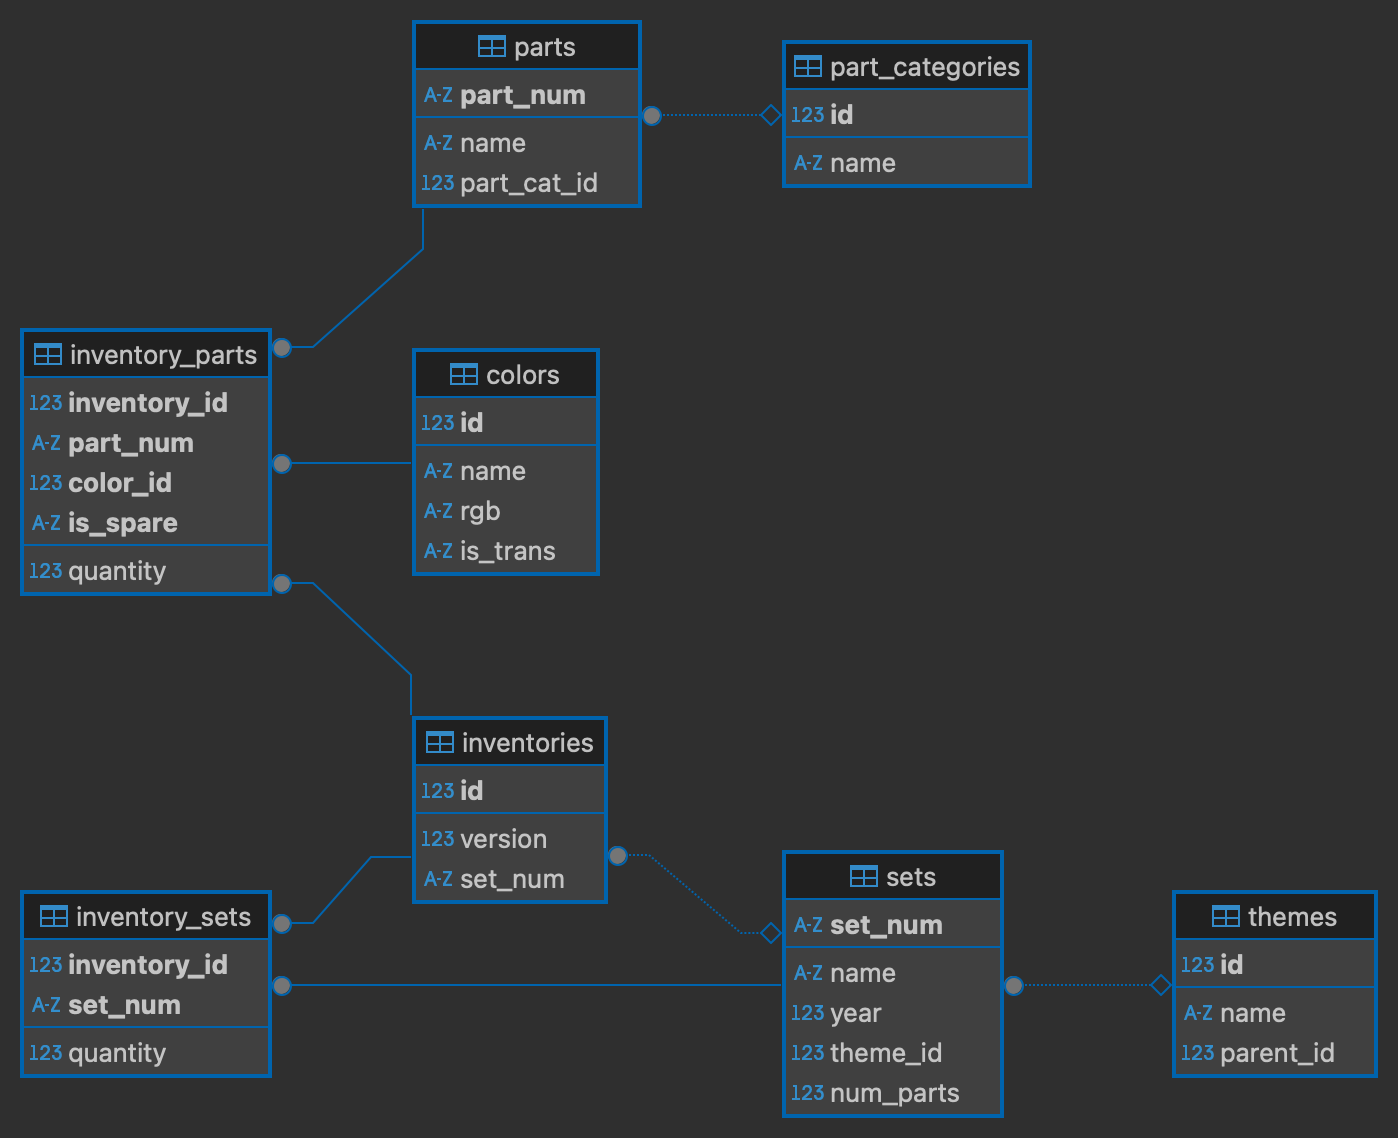 parts
A-Z part_num
A-Z name
123 part_cat_id
part_categories
123 id
A-Z name
inventory_parts
123 inventory_id
A-Z part_num
123 color_id
A-Z is_spare
123 quantity
colors
123 id
A-Z name
A-Z rgb
A-Z is_trans
inventories
123 id
123 version
A-Z set_num
inventory_sets
123 inventory_id
A-Z set_num
123 quantity
sets
A-Z set_num
A-Z name
123 year
123 theme_id
123 num_parts
themes
123 id
A-Z name
123 parent_id